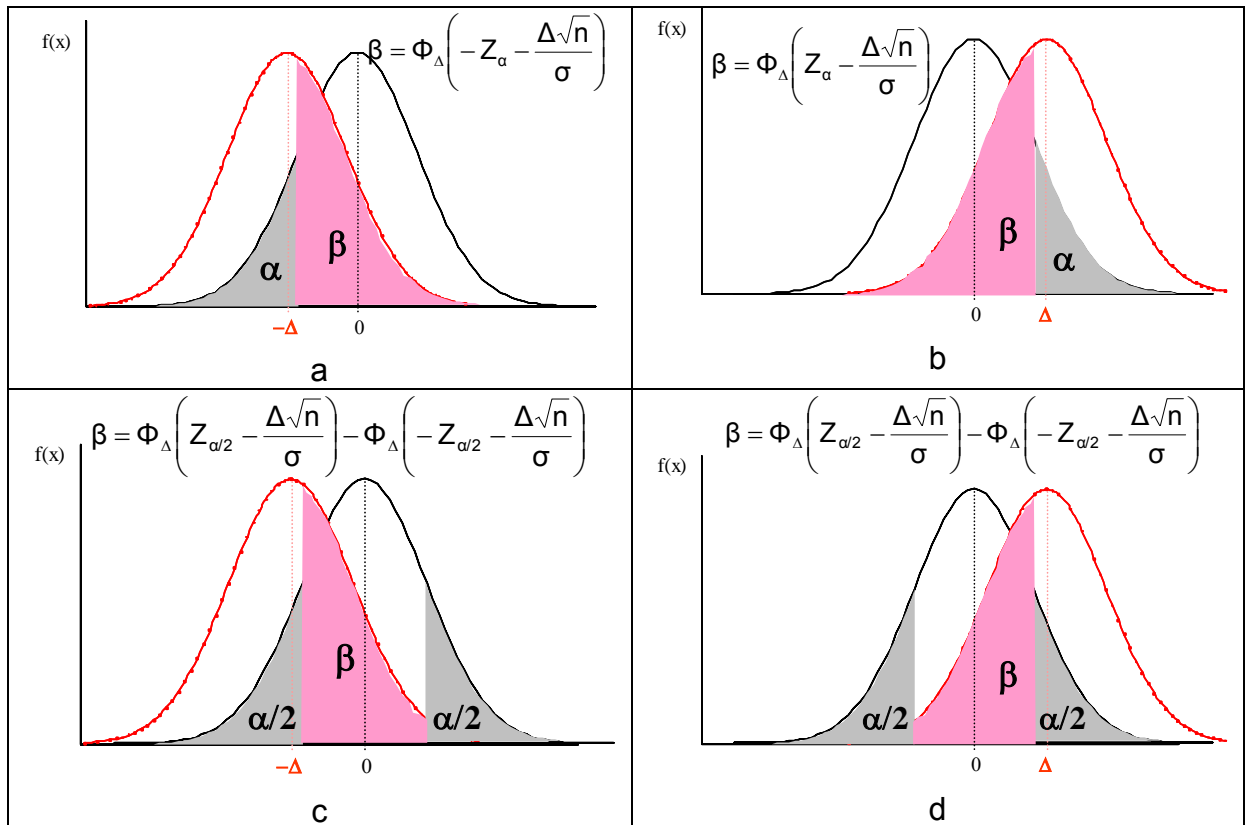 f(x)
β = Φ_Δ(−Z_α − Δ√n/σ)
α
β
−Δ
0
a
f(x)
β = Φ_Δ(Z_α − Δ√n/σ)
β
α
0
Δ
b
β = Φ_Δ(Z_α/2 − Δ√n/σ) − Φ_Δ(−Z_α/2 − Δ√n/σ)
f(x)
β
α/2
α/2
−Δ
0
c
β = Φ_Δ(Z_α/2 − Δ√n/σ) − Φ_Δ(−Z_α/2 − Δ√n/σ)
f(x)
β
α/2
α/2
0
Δ
d